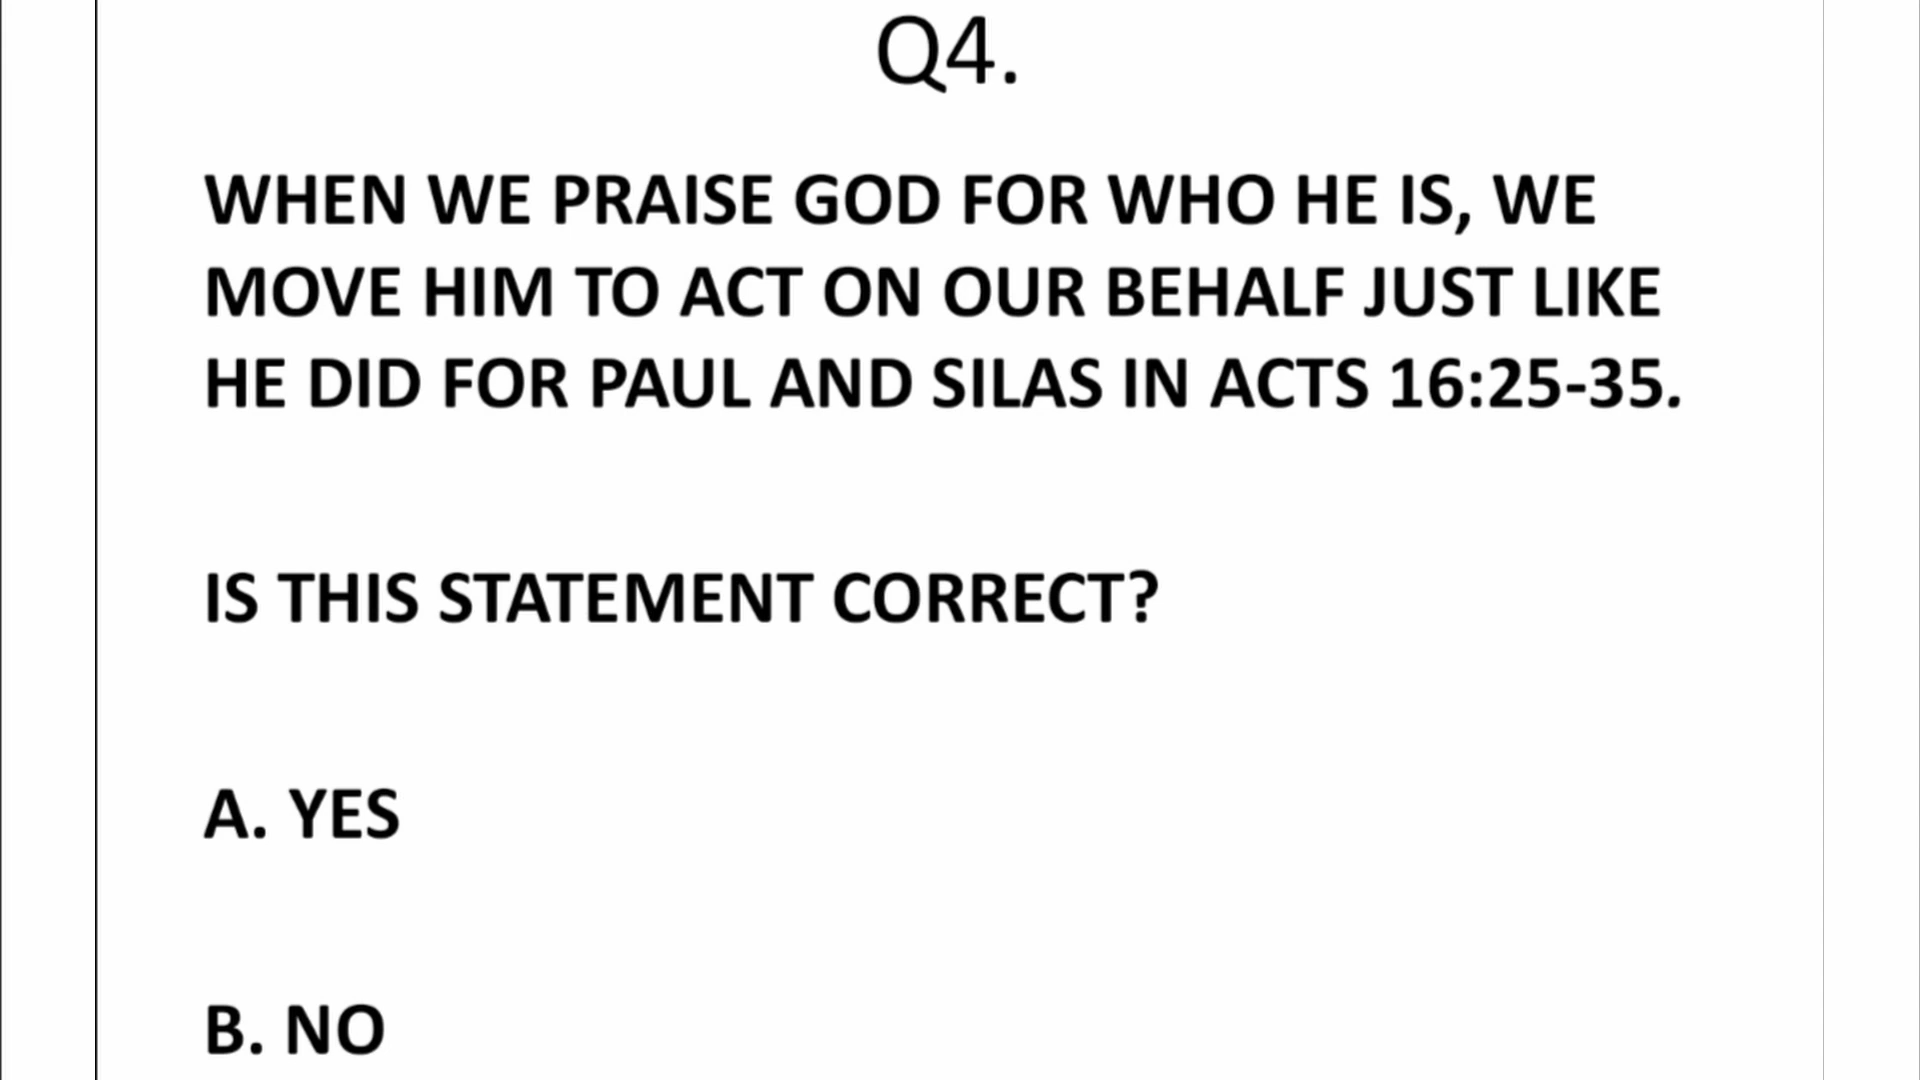 Q4.
WHEN WE PRAISE GOD FOR WHO HE IS, WE
MOVE HIM TO ACT ON OUR BEHALF JUST LIKE
HE DID FOR PAUL AND SILAS IN ACTS 16:25-35.
IS THIS STATEMENT CORRECT?
A. YES
B. NO